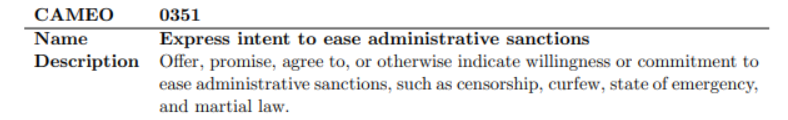 CAMEO 0351
Name Express intent to ease administrative sanctions
Description Offer, promise, agree to, or otherwise indicate willingness or commitment to
ease administrative sanctions, such as censorship, curfew, state of emergency,
and martial law.